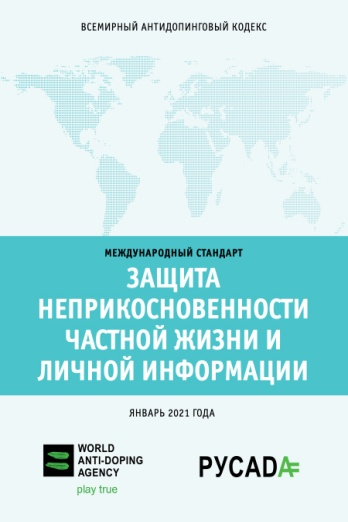 ВСЕМИРНЫЙ АНТИДОПИНГОВЫЙ КОДЕКС
МЕЖДУНАРОДНЫЙ СТАНДАРТ
ЗАЩИТА
НЕПРИКОСНОВЕННОСТИ
ЧАСТНОЙ ЖИЗНИ И
ЛИЧНОЙ ИНФОРМАЦИИ
ЯНВАРЬ 2021 ГОДА
WORLD
ANTI-DOPING
AGENCY
play true
РУСАДА